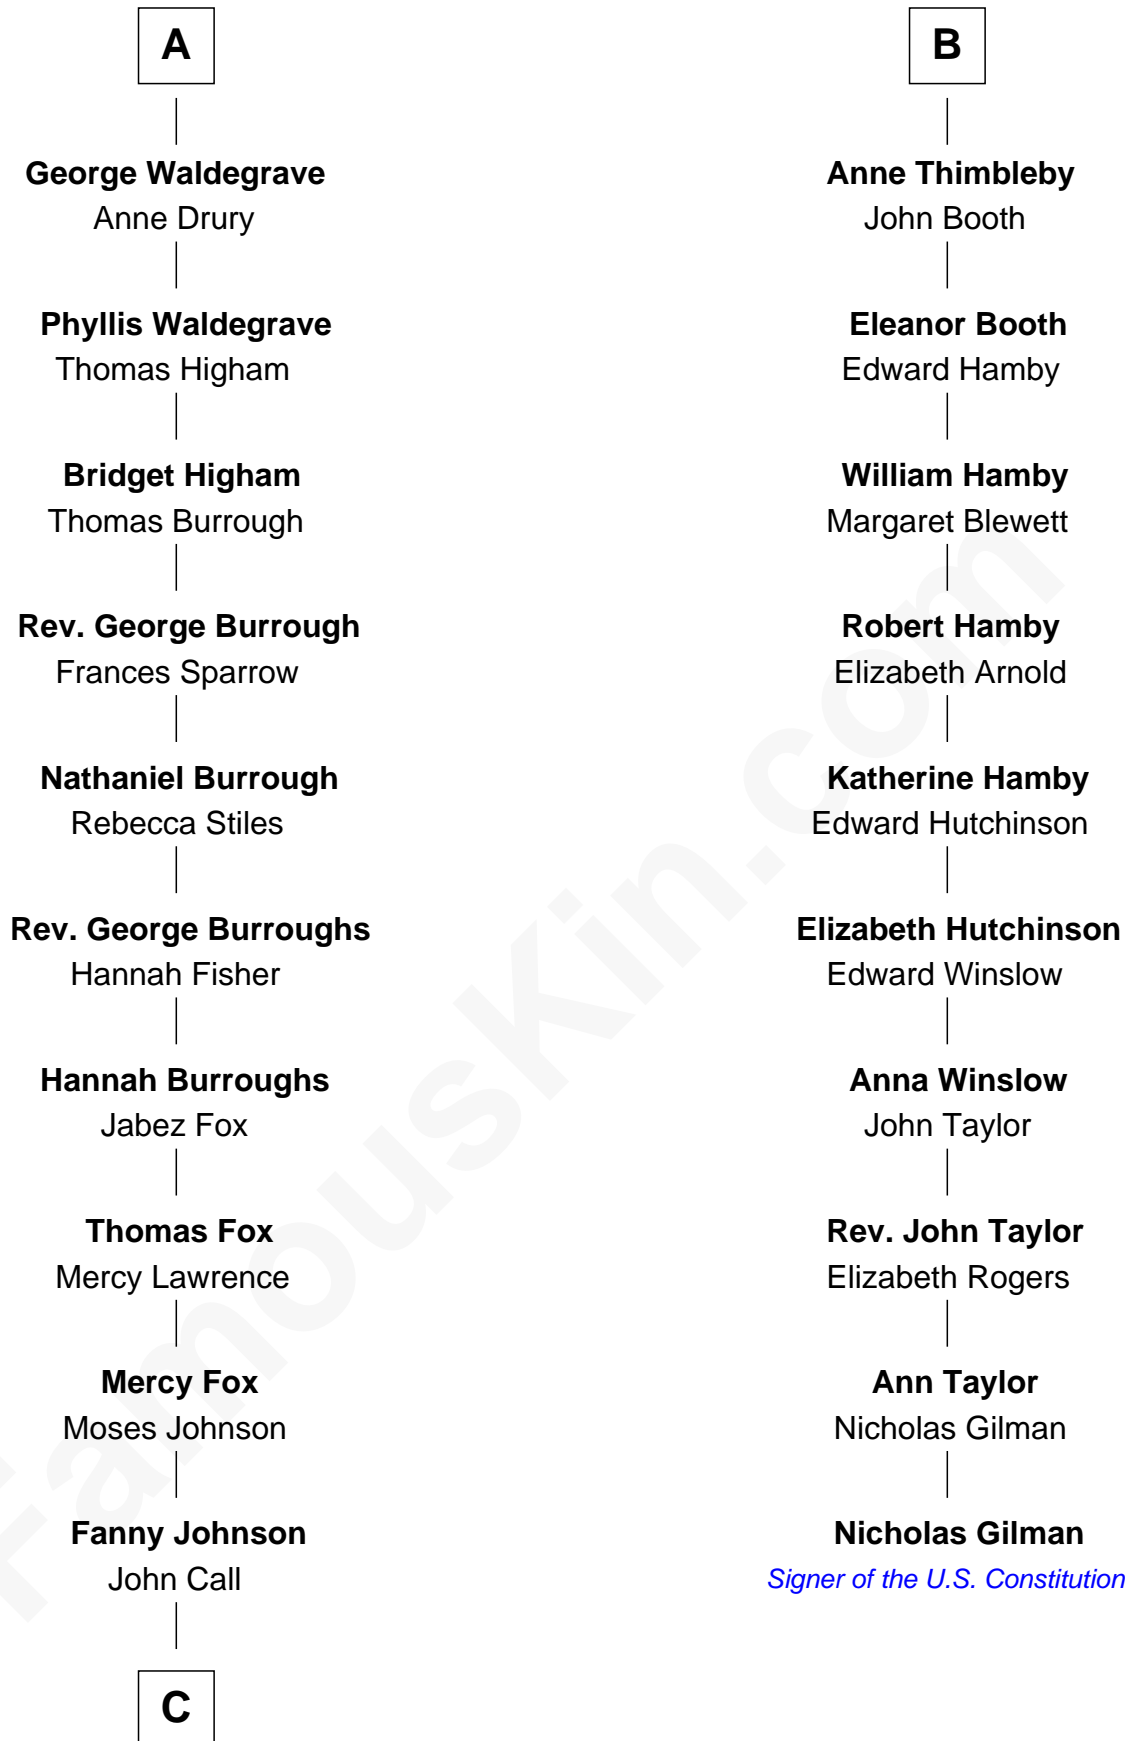 A
George Waldegrave
Anne Drury
Phyllis Waldegrave
Thomas Higham
Bridget Higham
Thomas Burrough
Rev. George Burrough
Frances Sparrow
Nathaniel Burrough
Rebecca Stiles
Rev. George Burroughs
Hannah Fisher
Hannah Burroughs
Jabez Fox
Thomas Fox
Mercy Lawrence
Mercy Fox
Moses Johnson
Fanny Johnson
John Call
C
B
Anne Thimbleby
John Booth
Eleanor Booth
Edward Hamby
William Hamby
Margaret Blewett
Robert Hamby
Elizabeth Arnold
Katherine Hamby
Edward Hutchinson
Elizabeth Hutchinson
Edward Winslow
Anna Winslow
John Taylor
Rev. John Taylor
Elizabeth Rogers
Ann Taylor
Nicholas Gilman
Nicholas Gilman
Signer of the U.S. Constitution
FamousKin.com